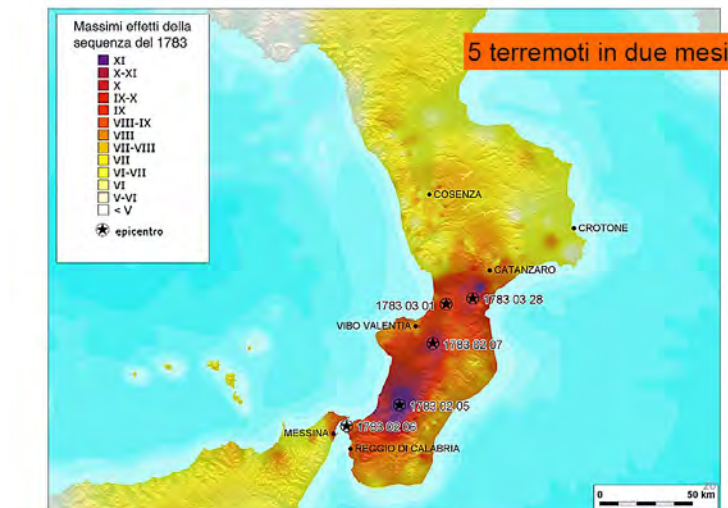 Massimi effetti della
sequenza del 1783
XI
X-XI
X
IX-X
IX
VIII-IX
VIII
VII-VIII
VII
VI-VII
VI
V-VI
< V
epicentro
5 terremoti in due mesi
COSENZA
CROTONE
CATANZARO
1783 03 01
1783 03 28
VIBO VALENTIA
1783 02 07
1783 02 05
1783 02 06
MESSINA
REGGIO DI CALABRIA
20
0
50 km